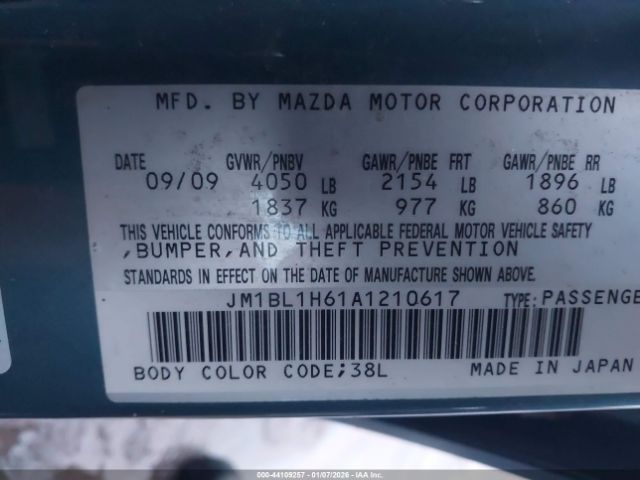 MFD. BY MAZDA MOTOR CORPORATION
DATE GVWR/PNBV GAWR/PNBE FRT GAWR/PNBE RR
09/09 4050 LB 2154 LB 1896 LB
1837 KG 977 KG 860 KG
THIS VEHICLE CONFORMS TO ALL APPLICABLE FEDERAL MOTOR VEHICLE SAFETY
,BUMPER,AND THEFT PREVENTION
STANDARDS IN EFFECT ON THE DATE OF MANUFACTURE SHOWN ABOVE.
JM1BL1H61A1210617 TYPE: PASSENGE
BODY COLOR CODE;38L MADE IN JAPAN
000-44109257 - 01/07/2026 - IAAI.CA